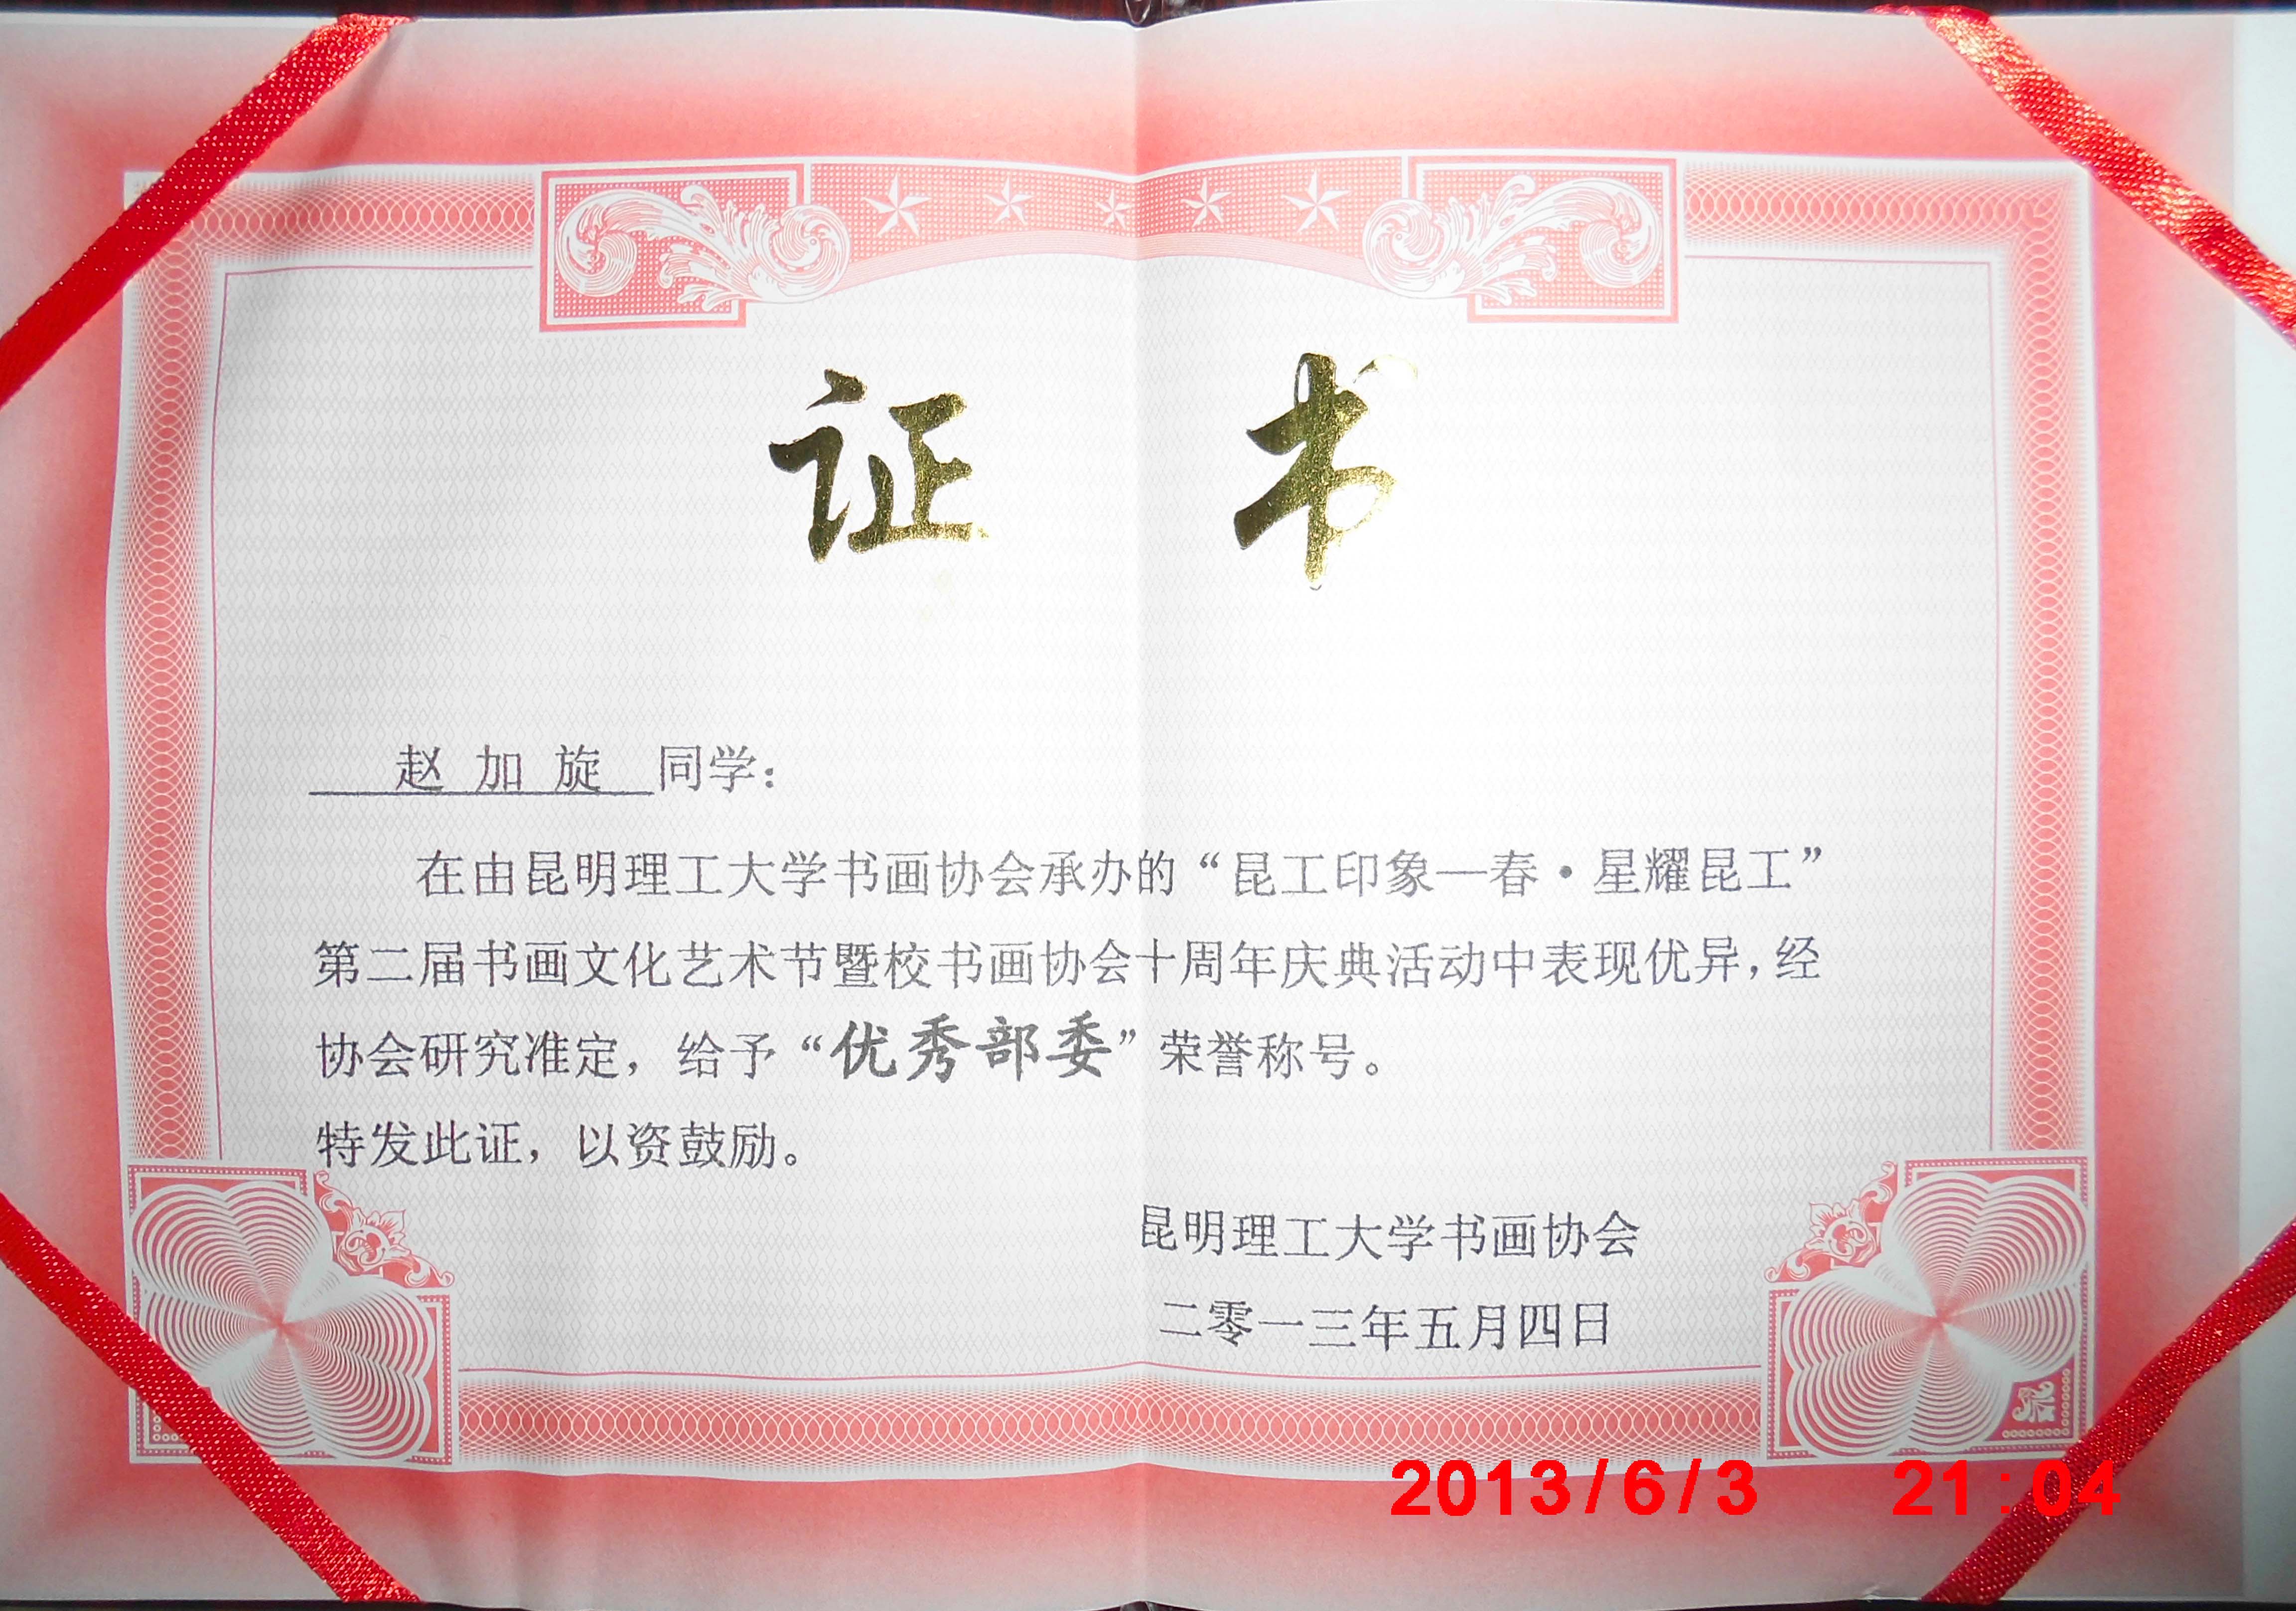 证 书
赵加旋 同学：
在由昆明理工大学书画协会承办的“昆工印象—春·星耀昆工”
第二届书画文化艺术节暨校书画协会十周年庆典活动中表现优异，经
协会研究准定，给予“优秀部委”荣誉称号。
特发此证，以资鼓励。
昆明理工大学书画协会
二零一三年五月四日
2013/6/3 21:04